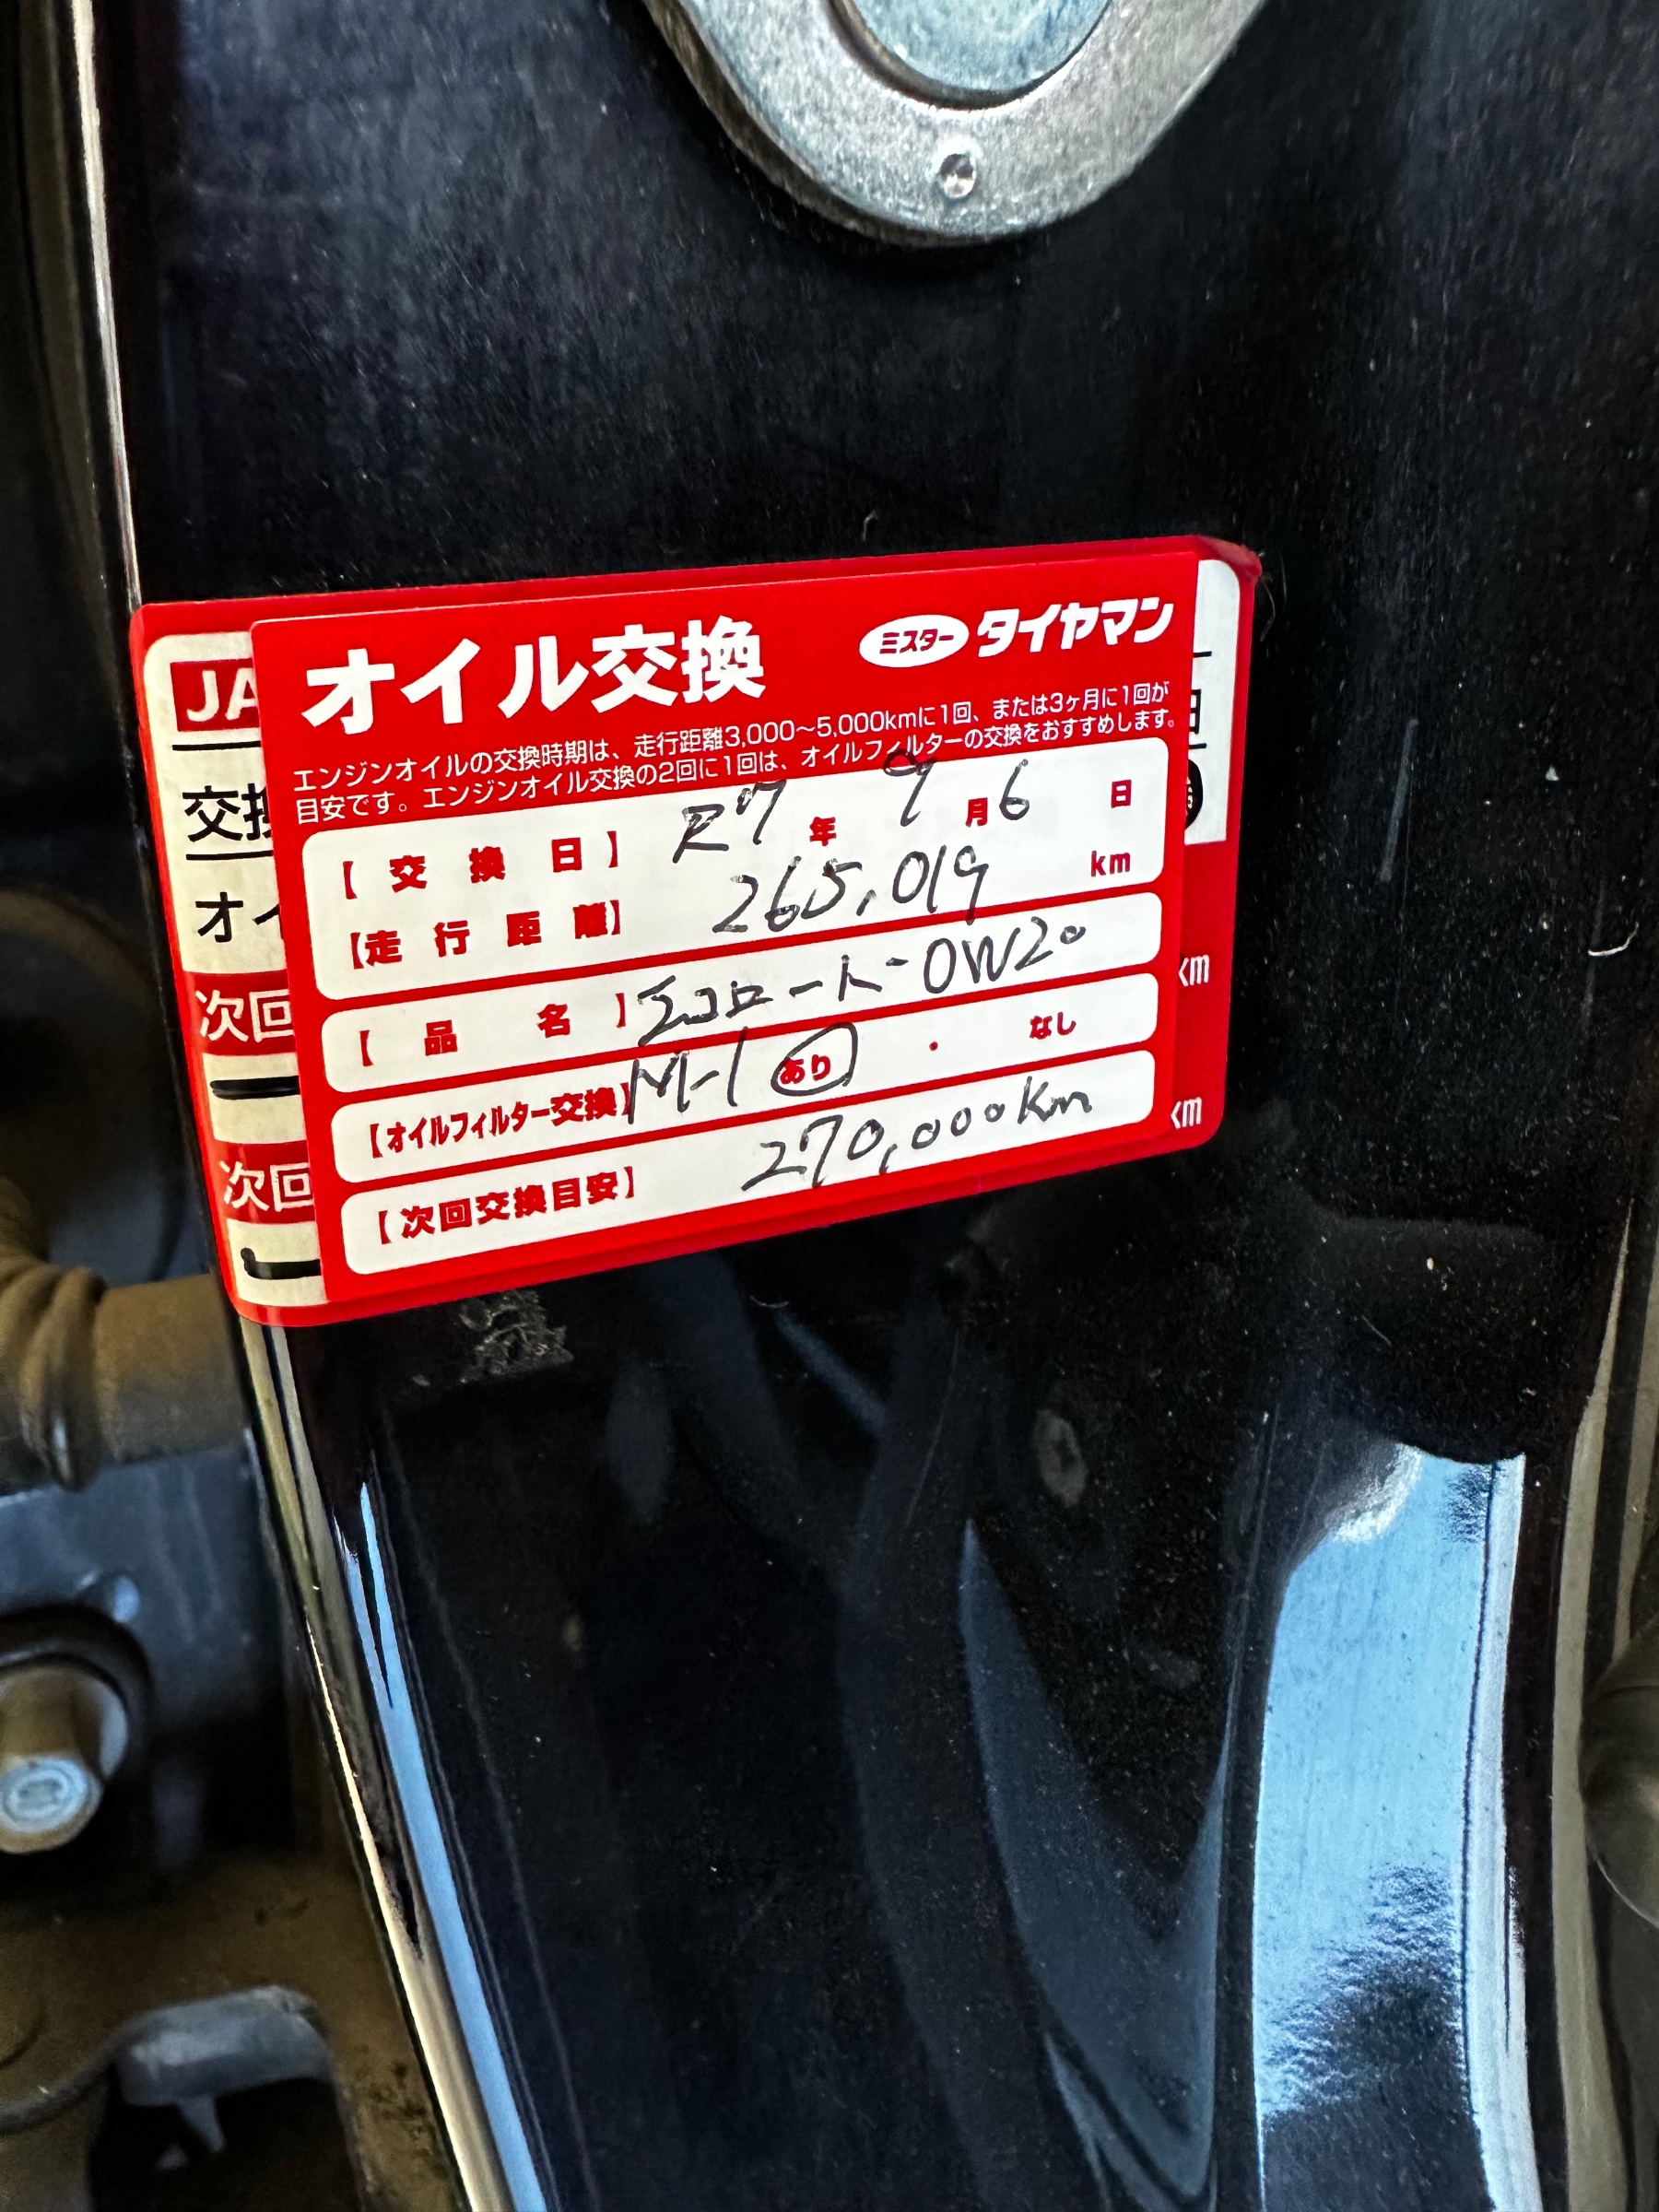 オイル交換 ミスター タイヤマン
エンジンオイルの交換時期は、走行距離3,000〜5,000kmに1回、または3ヶ月に1回が
目安です。エンジンオイル交換の2回に1回は、オイルフィルターの交換をおすすめします。
【交換日】 R7年 9月6日
【走行距離】 265,019 km
【品名】 エコロード-0W20
【オイルフィルター交換】 M-1 あり ・ なし
【次回交換目安】 270,000Km
JA
交換
オイ
次回
次回
km
km